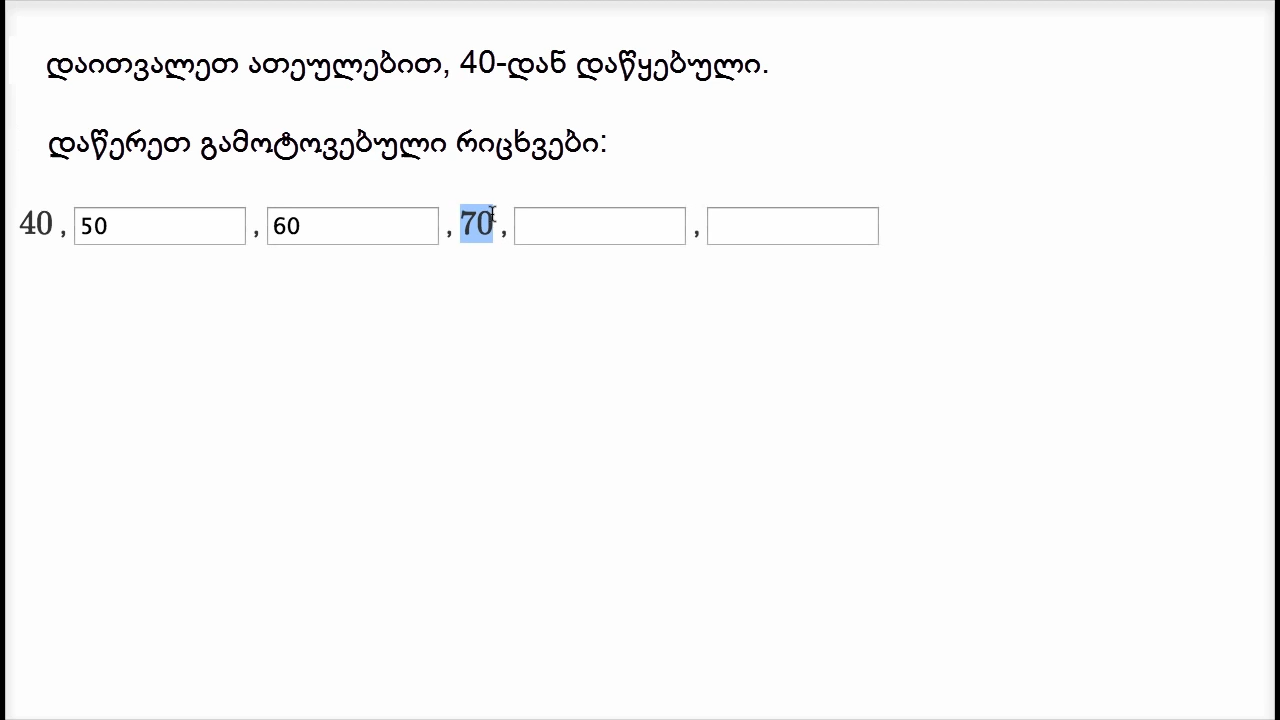 დაითვალეთ ათეულებით, 40-დან დაწყებული.
დაწერეთ გამოტოვებული რიცხვები:
40 , 50 , 60 , 70 , ,